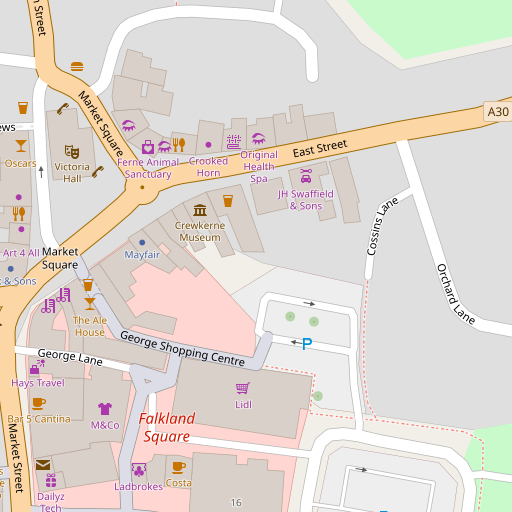 h Street
A30
ews
Market Square
Oscars
Victoria
Hall
Ferne Animal
Sanctuary
Crooked
Horn
Original
Health
Spa
East Street
JH Swaffield
& Sons
Crewkerne
Museum
Cossins Lane
Art 4 All
Market
Square
Mayfair
& Sons
Orchard Lane
The Ale
House
George Shopping Centre
P
George Lane
Hays Travel
Lidl
Bar 5 Cantina
M&Co
Falkland
Square
Market Street
Ladbrokes
Costa
Dailyz
Tech
16